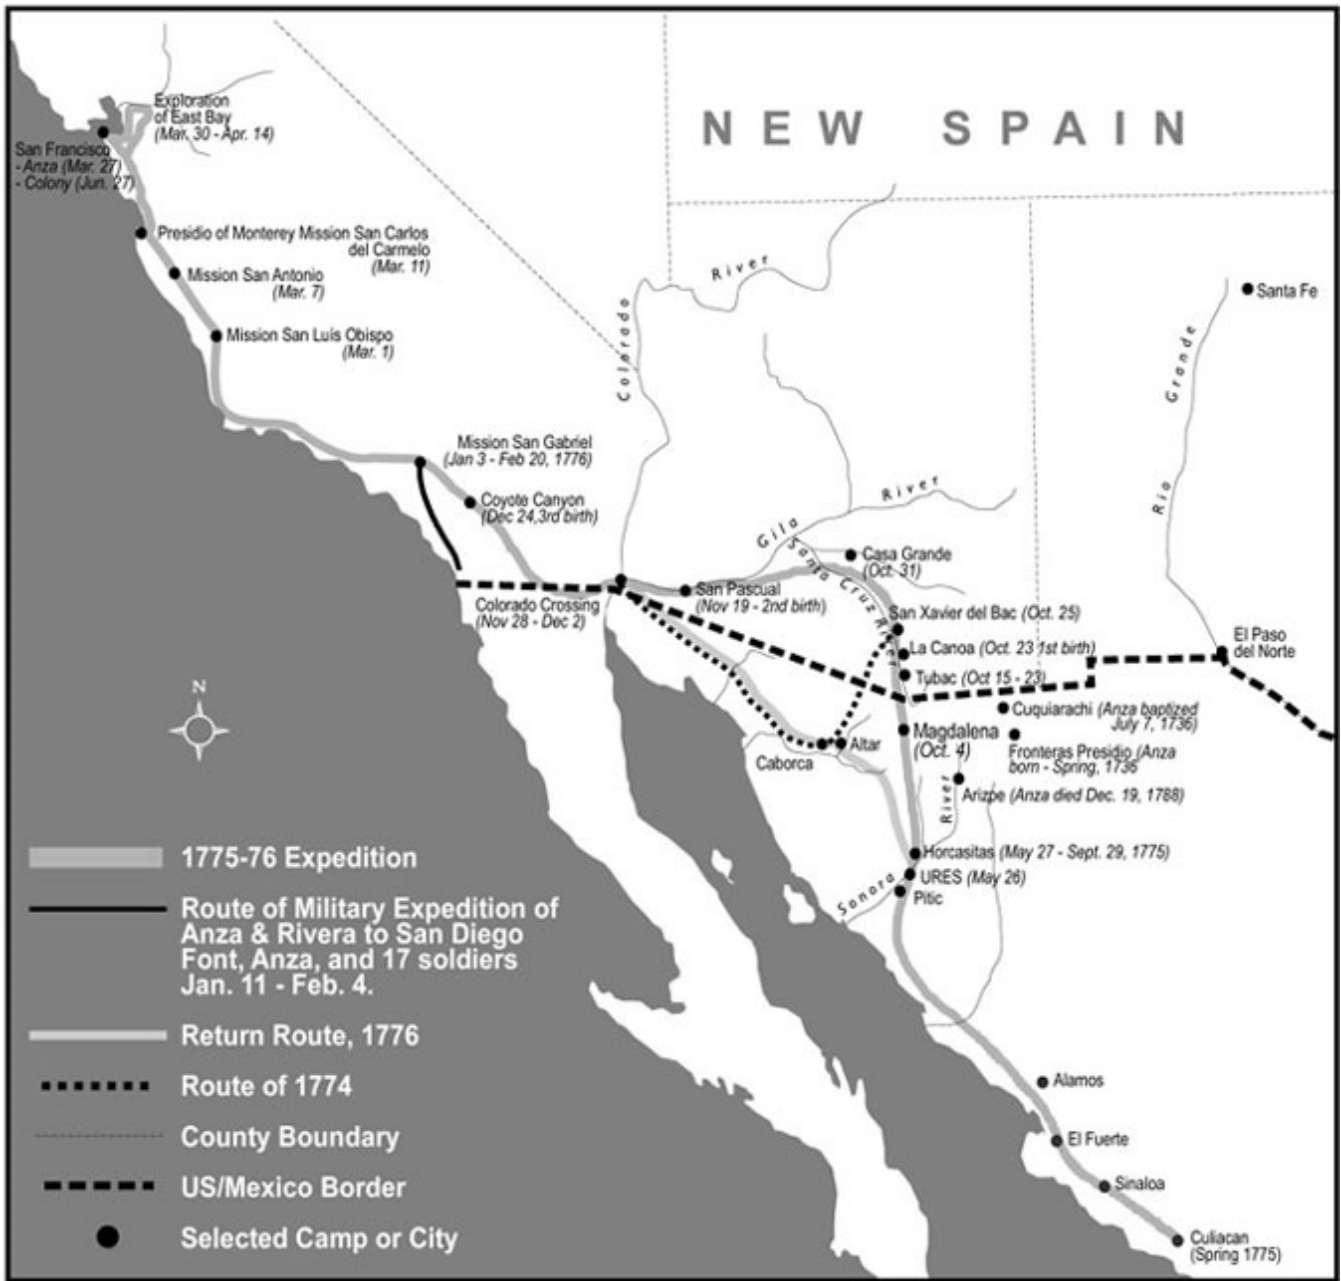 Exploration
of East Bay
(Mar. 30 - Apr. 14)
San Francisco
- Anza (Mar. 27)
- Colony (Jun. 27)
NEW SPAIN
Presidio of Monterey Mission San Carlos
del Carmelo
(Mar. 11)
Mission San Antonio
(Mar. 7)
Mission San Luis Obispo
(Mar. 1)
River
Colorado
Santa Fe
Rio Grande
Mission San Gabriel
(Jan 3 - Feb 20, 1776)
Coyote Canyon
(Dec 24,3rd birth)
Gila River
Santa Cruz River
Casa Grande
(Oct. 31)
San Pascual
(Nov 19 - 2nd birth)
Colorado Crossing
(Nov 28 - Dec 2)
San Xavier del Bac (Oct. 25)
La Canoa (Oct. 23 1st birth)
Tubac (Oct 15 - 23)
El Paso
del Norte
N
Cuquiarachi (Anza baptized
July 7, 1736)
Magdalena
(Oct. 4)
Fronteras Presidio (Anza
born - Spring, 1736
Altar
Caborca
Arizpe (Anza died Dec. 19, 1788)
River
Horcasitas (May 27 - Sept. 29, 1775)
URES (May 26)
Sonora
Pitic
Alamos
El Fuerte
Sinaloa
Culiacan
(Spring 1775)
1775-76 Expedition
Route of Military Expedition of
Anza & Rivera to San Diego
Font, Anza, and 17 soldiers
Jan. 11 - Feb. 4.
Return Route, 1776
Route of 1774
County Boundary
US/Mexico Border
Selected Camp or City